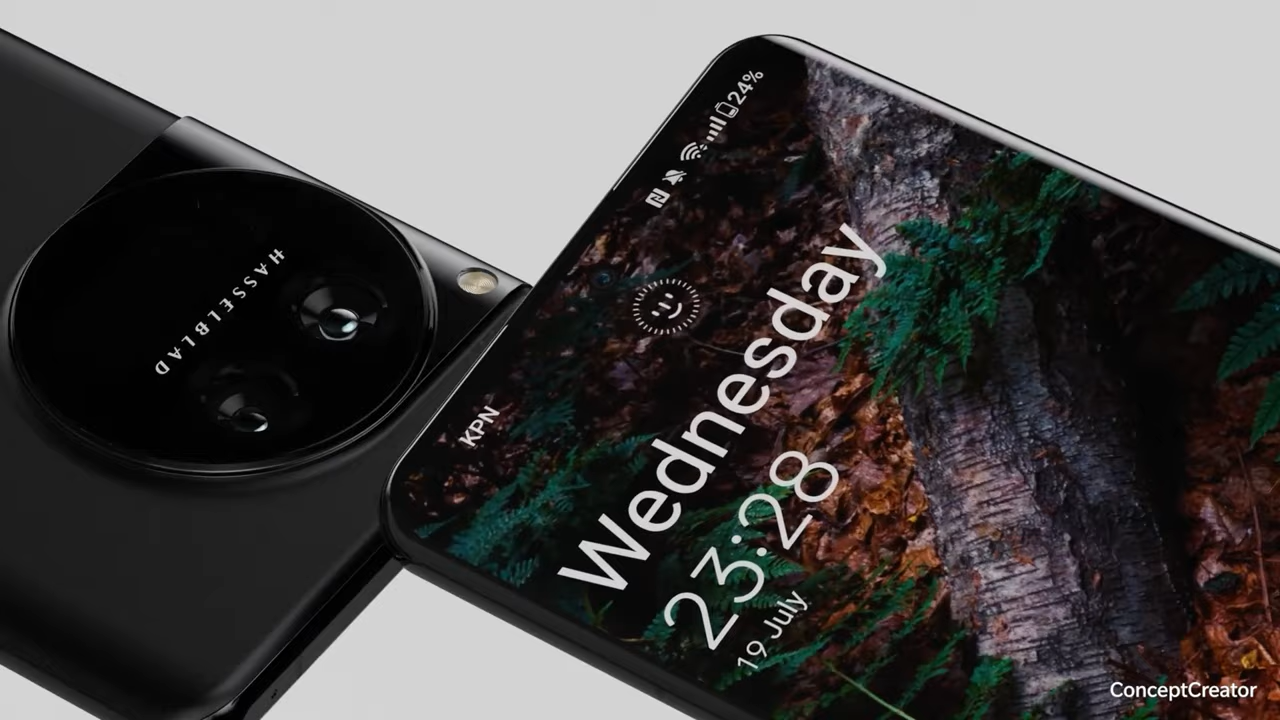 HASSELBLAD
KPN
24%
Wednesday
23:28
19 July
ConceptCreator